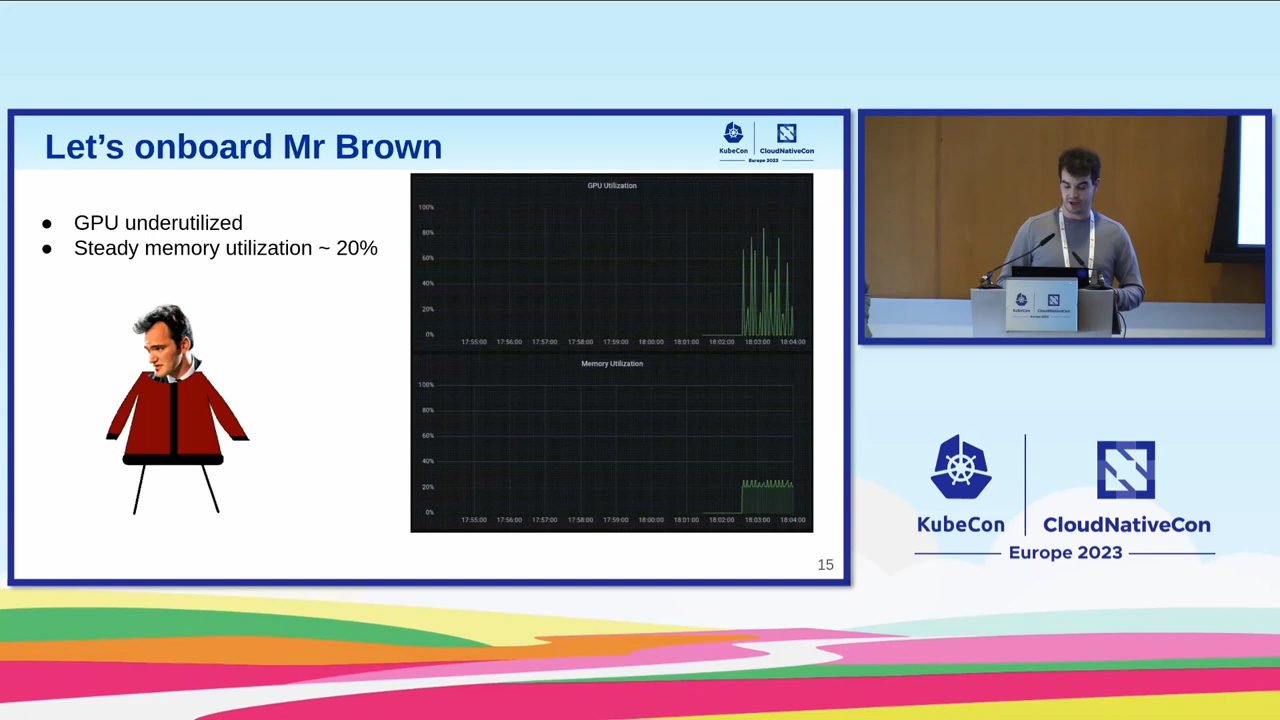 Let's onboard Mr Brown
KubeCon
CloudNativeCon
Europe 2023
● GPU underutilized
● Steady memory utilization ~ 20%
GPU Utilization
100%
80%
60%
40%
20%
0%
17:55:00 17:56:00 17:57:00 17:58:00 17:59:00 18:00:00 18:01:00 18:02:00 18:03:00 18:04:00
Memory Utilization
100%
80%
60%
40%
20%
0%
17:55:00 17:56:00 17:57:00 17:58:00 17:59:00 18:00:00 18:01:00 18:02:00 18:03:00 18:04:00
15
KubeCon
CloudNativeCon
Europe 2023